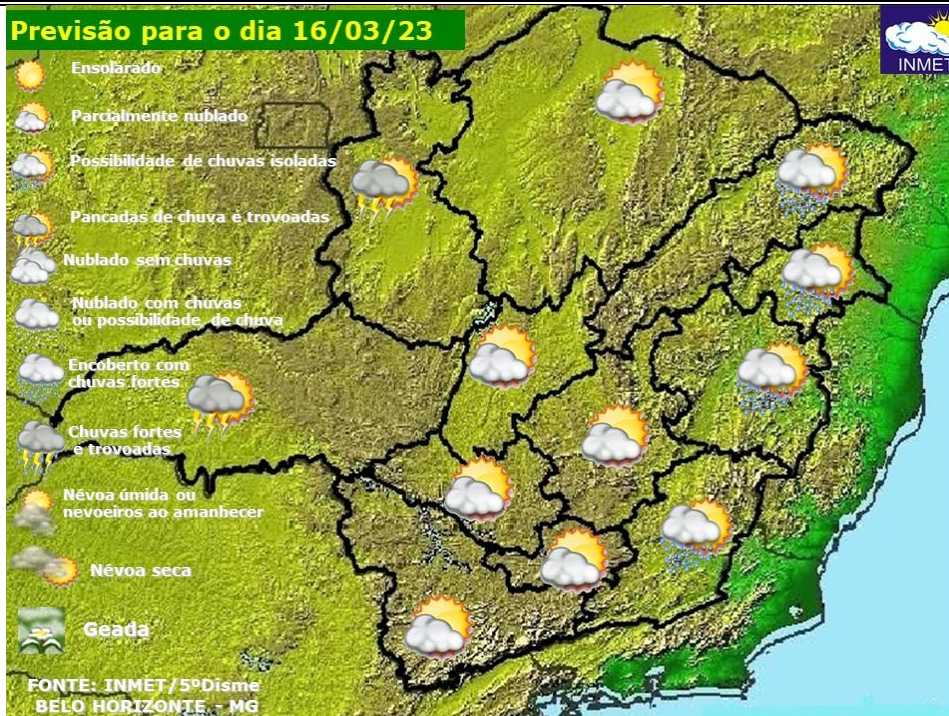 Previsão para o dia 16/03/23
INMET
Ensolarado
Parcialmente nublado
Possibilidade de chuvas isoladas
Pancadas de chuva e trovoadas
Nublado sem chuvas
Nublado com chuvas
ou possibilidade de chuva
Encoberto com
chuvas fortes
Chuvas fortes
e trovoadas
Névoa úmida ou
nevoeiros ao amanhecer
Névoa seca
Geada
FONTE: INMET/5ºDisme
BELO HORIZONTE - MG